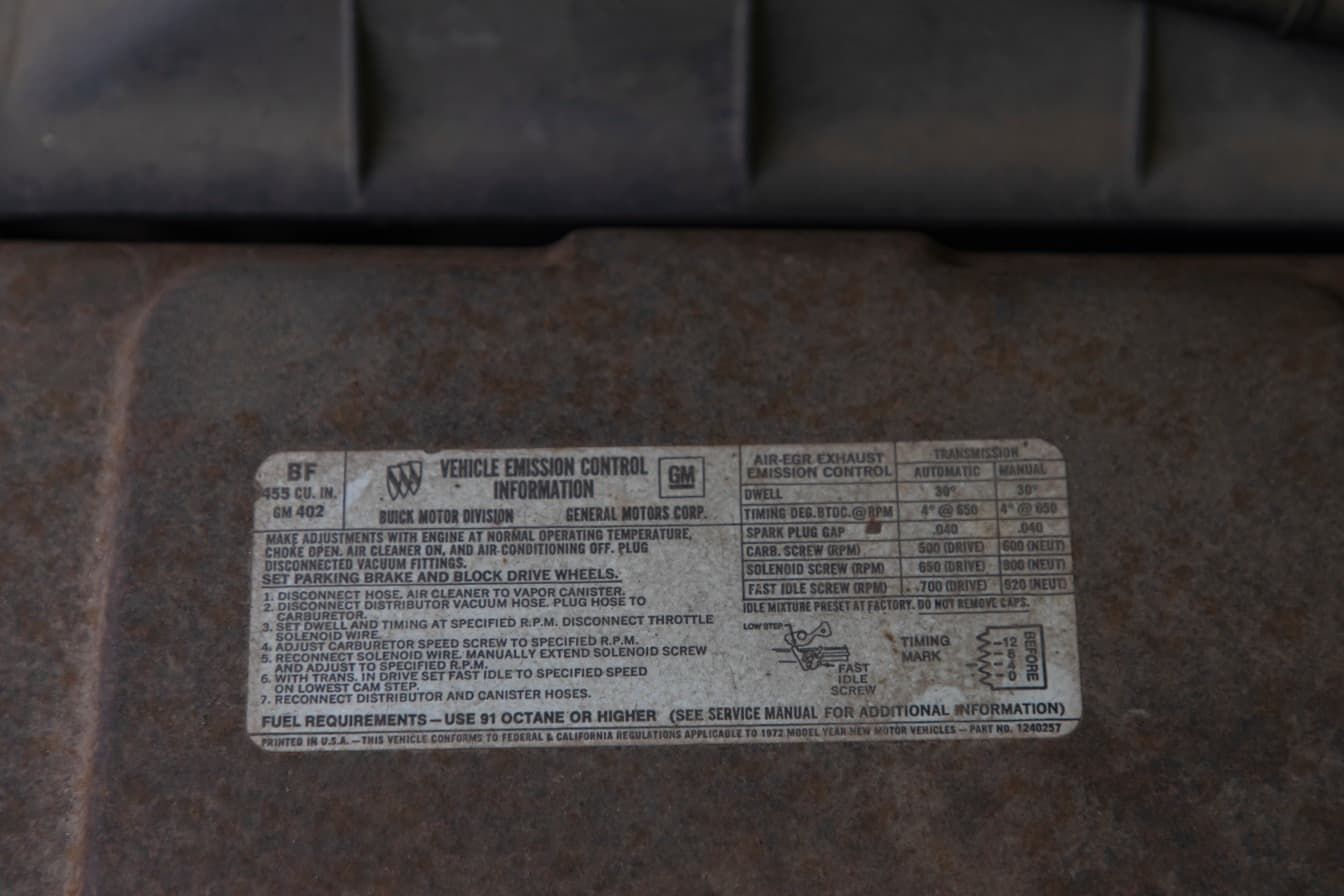 BF
455 CU. IN.
GM 402
VEHICLE EMISSION CONTROL
INFORMATION
GM
BUICK MOTOR DIVISION GENERAL MOTORS CORP.
MAKE ADJUSTMENTS WITH ENGINE AT NORMAL OPERATING TEMPERATURE,
CHOKE OPEN. AIR CLEANER ON, AND AIR-CONDITIONING OFF. PLUG
DISCONNECTED VACUUM FITTINGS.
SET PARKING BRAKE AND BLOCK DRIVE WHEELS.
1. DISCONNECT HOSE. AIR CLEANER TO VAPOR CANISTER.
2. DISCONNECT DISTRIBUTOR VACUUM HOSE. PLUG HOSE TO
CARBURETOR.
3. SET DWELL AND TIMING AT SPECIFIED R.P.M. DISCONNECT THROTTLE
SOLENOID WIRE.
4. ADJUST CARBURETOR SPEED SCREW TO SPECIFIED R.P.M.
5. RECONNECT SOLENOID WIRE. MANUALLY EXTEND SOLENOID SCREW
AND ADJUST TO SPECIFIED R.P.M.
6. WITH TRANS. IN DRIVE SET FAST IDLE TO SPECIFIED SPEED
ON LOWEST CAM STEP.
7. RECONNECT DISTRIBUTOR AND CANISTER HOSES.
AIR-EGR EXHAUST
EMISSION CONTROL
TRANSMISSION
AUTOMATIC MANUAL
DWELL 30° 30°
TIMING DEG. BTDC.@RPM 4° @ 650 4° @ 650
SPARK PLUG GAP .040 .040
CARB. SCREW (RPM) 500 (DRIVE) 600 (NEUT)
SOLENOID SCREW (RPM) 650 (DRIVE) 800 (NEUT)
FAST IDLE SCREW (RPM) 700 (DRIVE) 820 (NEUT)
IDLE MIXTURE PRESET AT FACTORY. DO NOT REMOVE CAPS.
LOW STEP
FAST
IDLE
SCREW
TIMING
MARK
12
8
4
0
BEFORE
FUEL REQUIREMENTS — USE 91 OCTANE OR HIGHER (SEE SERVICE MANUAL FOR ADDITIONAL INFORMATION)
PRINTED IN U.S.A. — THIS VEHICLE CONFORMS TO FEDERAL & CALIFORNIA REGULATIONS APPLICABLE TO 1972 MODEL YEAR NEW MOTOR VEHICLES — PART NO. 1240257